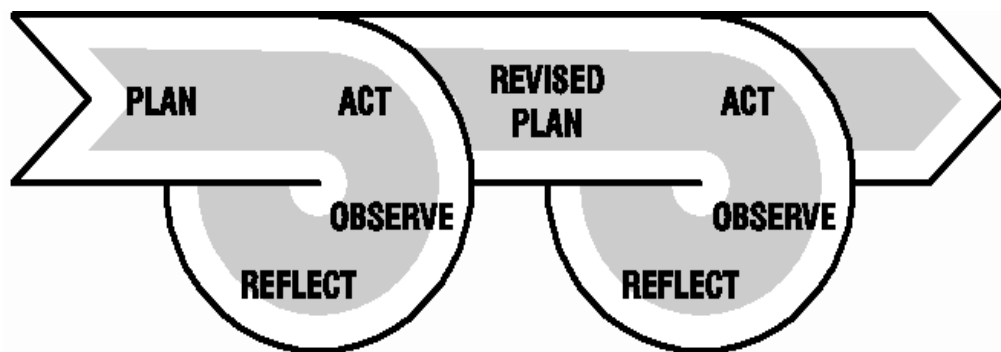 PLAN
ACT
OBSERVE
REFLECT
REVISED
PLAN
ACT
OBSERVE
REFLECT